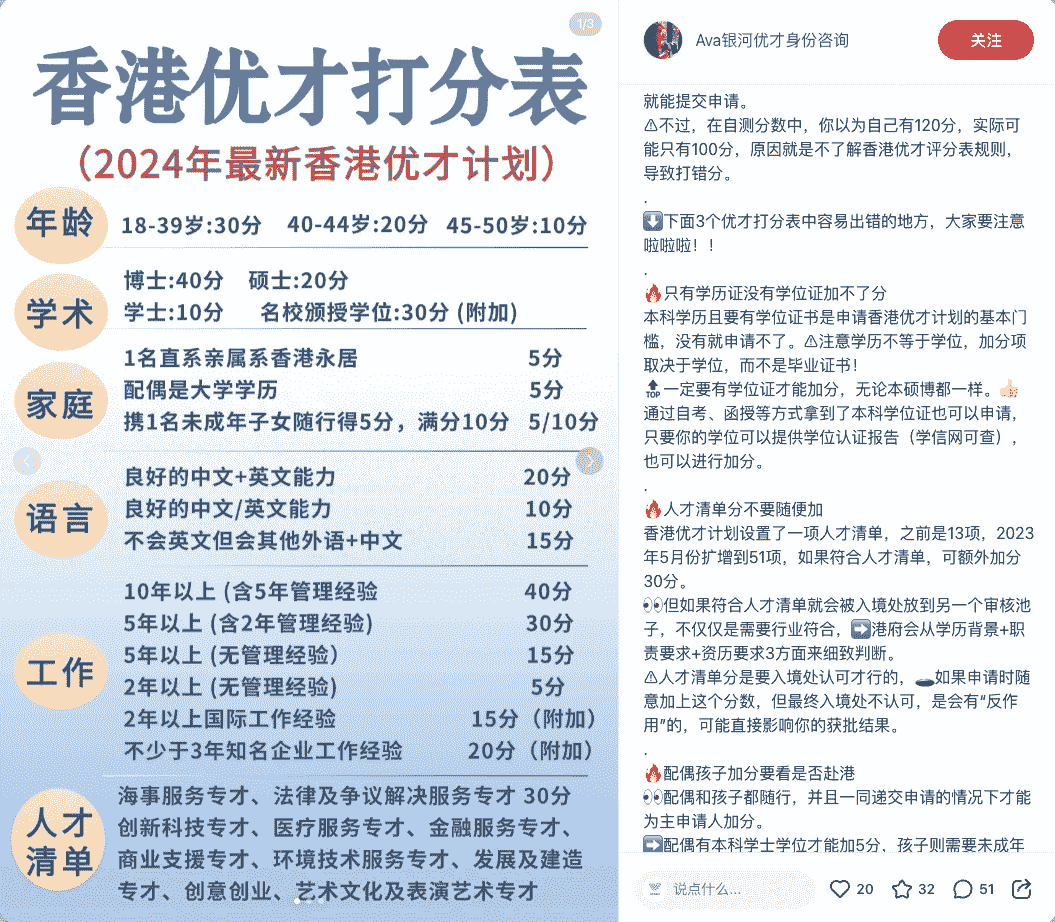 1/3
香港优才打分表
（2024年最新香港优才计划）
年龄
18-39岁:30分 40-44岁:20分 45-50岁:10分
学术
博士:40分 硕士:20分
学士:10分 名校颁授学位:30分 (附加)
家庭
1名直系亲属系香港永居 5分
配偶是大学学历 5分
携1名未成年子女随行得5分，满分10分 5/10分
语言
良好的中文+英文能力 20分
良好的中文/英文能力 10分
不会英文但会其他外语+中文 15分
工作
10年以上 (含5年管理经验 40分
5年以上 (含2年管理经验) 30分
5年以上 (无管理经验） 15分
2年以上 (无管理经验) 5分
2年以上国际工作经验 15分（附加）
不少于3年知名企业工作经验 20分（附加）
人才
清单
海事服务专才、法律及争议解决服务专才 30分
创新科技专才、医疗服务专才、金融服务专才、
商业支援专才、环境技术服务专才、发展及建造
专才、创意创业、艺术文化及表演艺术专才
Ava银河优才身份咨询
关注
就能提交申请。
⚠不过，在自测分数中，你以为自己有120分，实际可
能只有100分，原因就是不了解香港优才评分表规则，
导致打错分。
.
⬇️下面3个优才打分表中容易出错的地方，大家要注意
啦啦啦！！
.
🔥只有学历证没有学位证加不了分
本科学历且要有学位证书是申请香港优才计划的基本门
槛，没有就申请不了。⚠注意学历不等于学位，加分项
取决于学位，而不是毕业证书!
🔝一定要有学位证才能加分，无论本硕博都一样。👍🏻
通过自考、函授等方式拿到了本科学位证也可以申请，
只要你的学位可以提供学位认证报告（学信网可查），
也可以进行加分。
.
🔥人才清单分不要随便加
香港优才计划设置了一项人才清单，之前是13项，2023
年5月份扩增到51项，如果符合人才清单，可额外加分
30分。
👀但如果符合人才清单就会被入境处放到另一个审核池
子，不仅仅是需要行业符合，➡️港府会从学历背景+职
责要求+资历要求3方面来细致判断。
⚠人才清单分是要入境处认可才行的，🕳如果申请时随
意加上这个分数，但最终入境处不认可，是会有“反作
用”的，可能直接影响你的获批结果。
.
🔥配偶孩子加分要看是否赴港
👀配偶和孩子都随行，并且一同递交申请的情况下才能
为主申请人加分。
➡️配偶有本科学士学位才能加5分，孩子则需要未成年
说点什么...
20
32
51